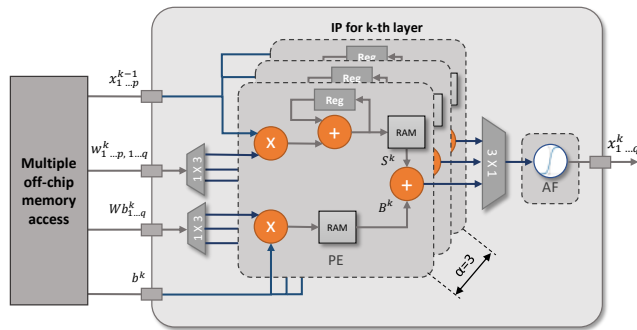 IP for k-th layer
x^{k-1}_{1 ...p}
Reg
Reg
Reg
w^k_{1...p, 1...q}
Multiple
off-chip
memory
access
1 X 3
X
+
RAM
S^k
+
3 X 1
AF
x^k_{1 ...q}
Wb^k_{1...q}
1 X 3
X
RAM
B^k
PE
α=3
b^k